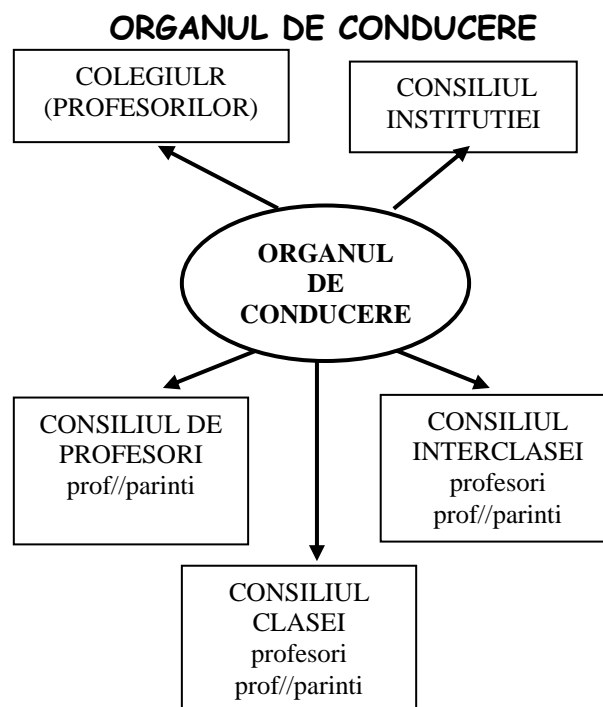 ORGANUL DE CONDUCERE
COLEGIULR
(PROFESORILOR)
CONSILIUL
INSTITUTIEI
ORGANUL
DE
CONDUCERE
CONSILIUL DE
PROFESORI
prof//parinti
CONSILIUL
INTERCLASEI
profesori
prof//parinti
CONSILIUL
CLASEI
profesori
prof//parinti